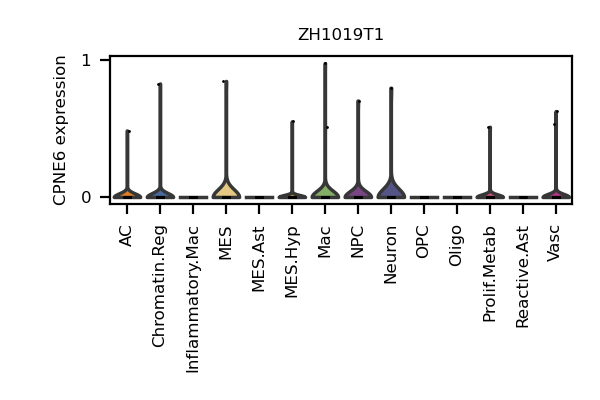 ZH1019T1
CPNE6 expression
1
0
AC
Chromatin.Reg
Inflammatory.Mac
MES
MES.Ast
MES.Hyp
Mac
NPC
Neuron
OPC
Oligo
Prolif.Metab
Reactive.Ast
Vasc